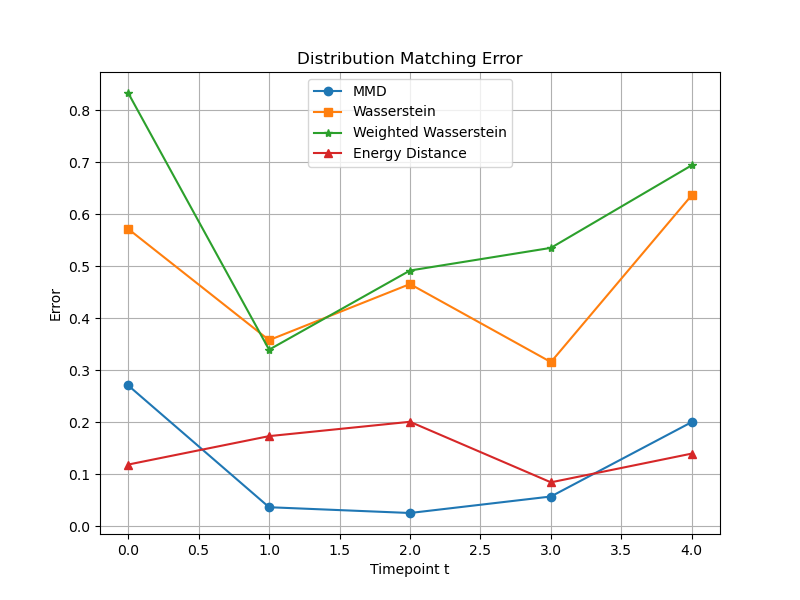 Distribution Matching Error
MMD
Wasserstein
Weighted Wasserstein
Energy Distance
Error
0.8
0.7
0.6
0.5
0.4
0.3
0.2
0.1
0.0
0.0 0.5 1.0 1.5 2.0 2.5 3.0 3.5 4.0
Timepoint t